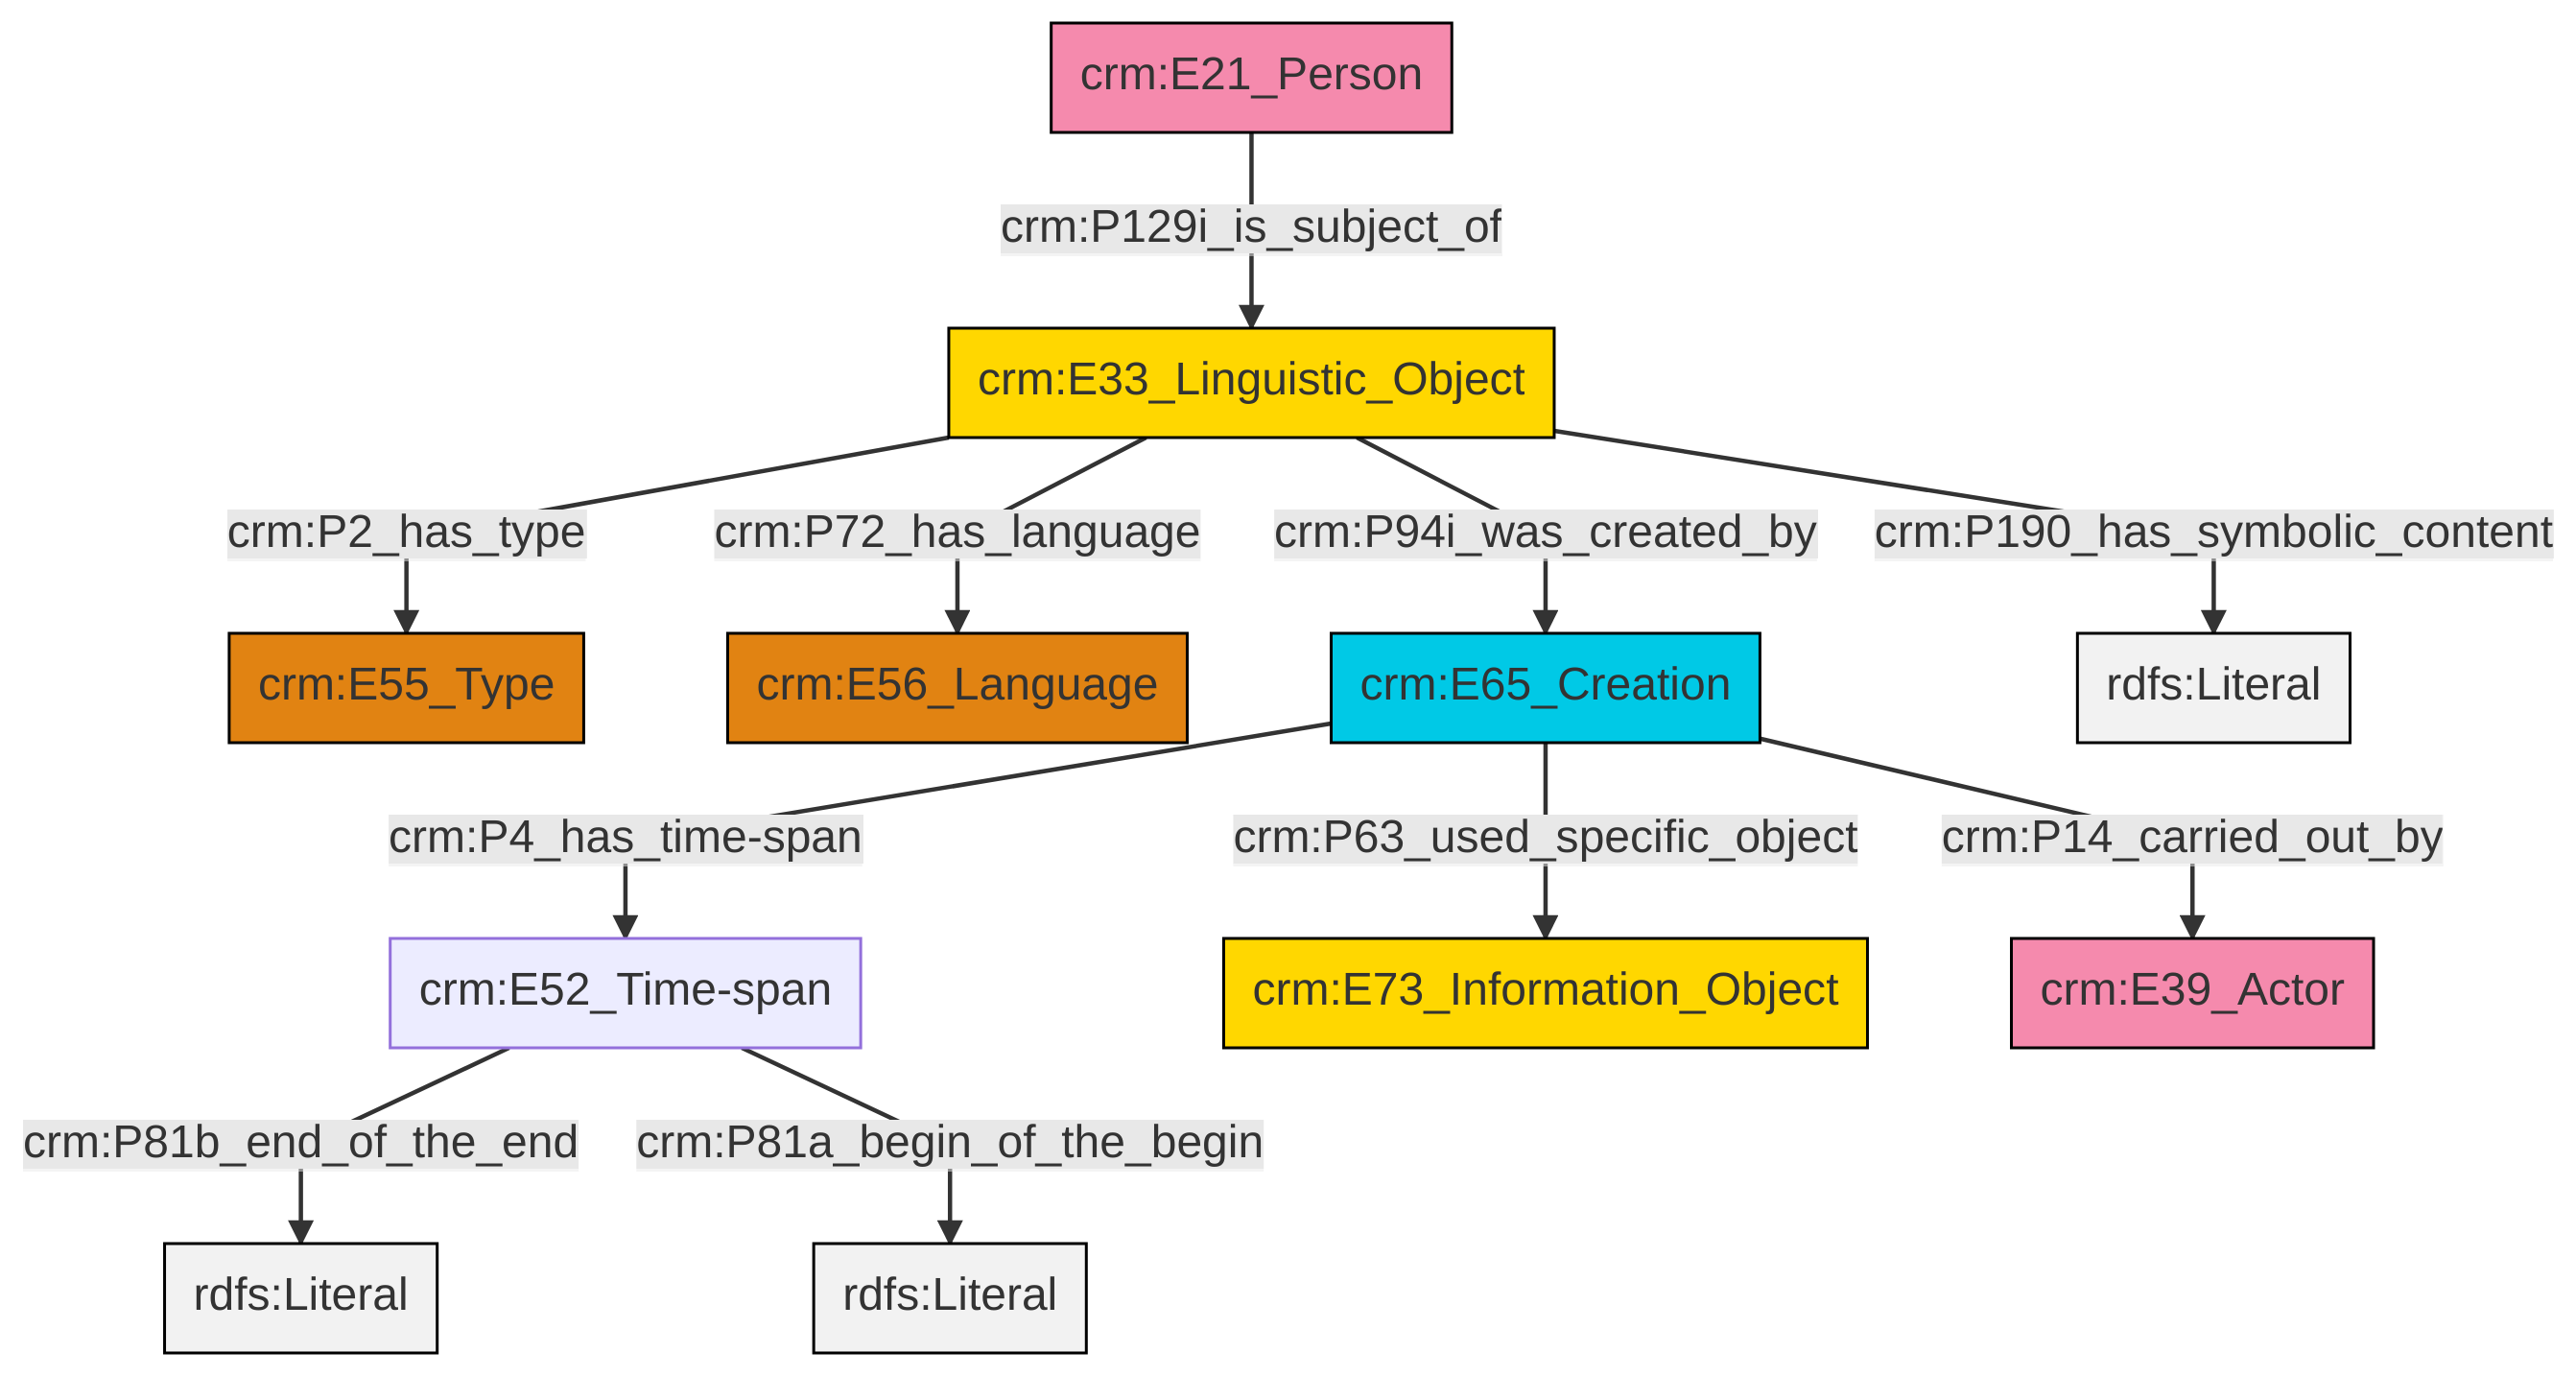 crm:E21_Person
crm:P129i_is_subject_of
crm:E33_Linguistic_Object
crm:P2_has_type
crm:P72_has_language
crm:P94i_was_created_by
crm:P190_has_symbolic_content
crm:E55_Type
crm:E56_Language
crm:E65_Creation
rdfs:Literal
crm:P4_has_time-span
crm:P63_used_specific_object
crm:P14_carried_out_by
crm:E52_Time-span
crm:E73_Information_Object
crm:E39_Actor
crm:P81b_end_of_the_end
crm:P81a_begin_of_the_begin
rdfs:Literal
rdfs:Literal